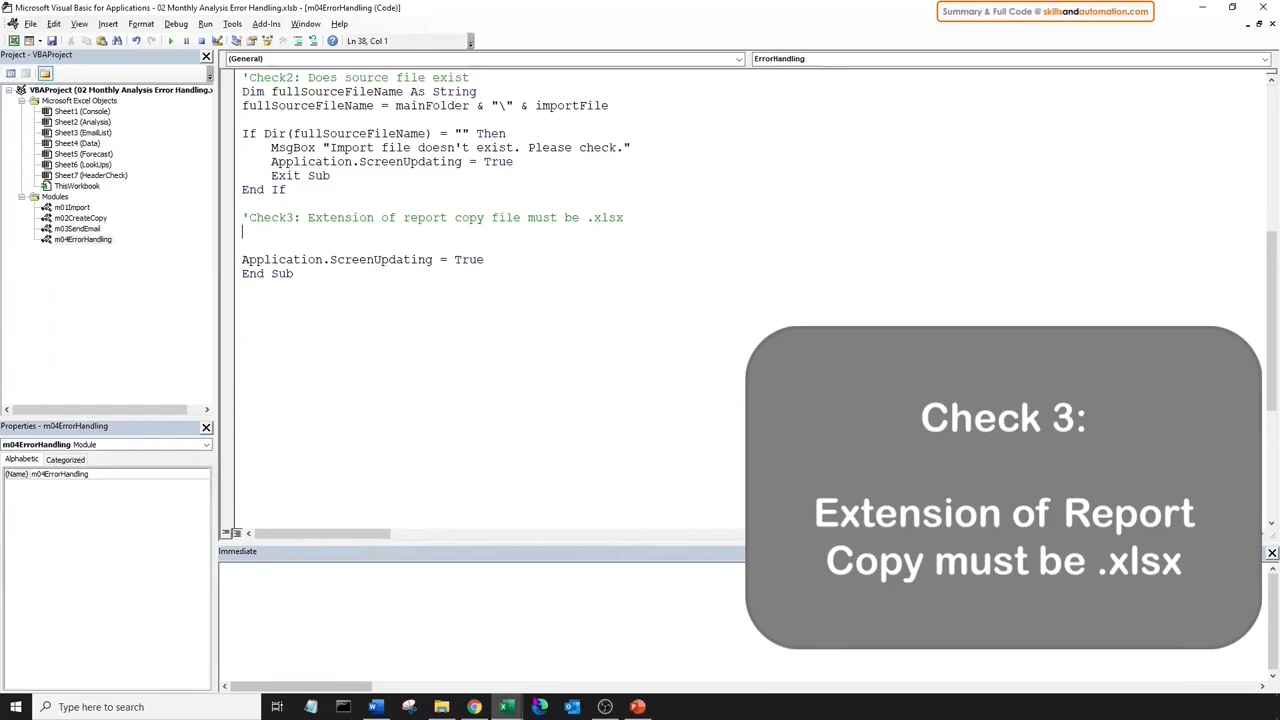 Microsoft Visual Basic for Applications - 02 Monthly Analysis Error Handling.xlsb - [m04ErrorHandling (Code)]
Summary & Full Code @ skillsandautomation.com
File Edit View Insert Format Debug Run Tools Add-Ins Window Help
Ln 38, Col 1
Project - VBAProject
(General)
ErrorHandling
VBAProject (02 Monthly Analysis Error Handling.
Microsoft Excel Objects
Sheet1 (Console)
Sheet2 (Analysis)
Sheet3 (EmailList)
Sheet4 (Data)
Sheet5 (Forecast)
Sheet6 (LookUps)
Sheet7 (HeaderCheck)
ThisWorkbook
Modules
m01Import
m02CreateCopy
m03SendEmail
m04ErrorHandling
'Check2: Does source file exist
Dim fullSourceFileName As String
fullSourceFileName = mainFolder & "\" & importFile
If Dir(fullSourceFileName) = "" Then
MsgBox "Import file doesn't exist. Please check."
Application.ScreenUpdating = True
Exit Sub
End If
'Check3: Extension of report copy file must be .xlsx
Application.ScreenUpdating = True
End Sub
Check 3:
Extension of Report
Copy must be .xlsx
Properties - m04ErrorHandling
m04ErrorHandling Module
Alphabetic Categorized
(Name) m04ErrorHandling
Immediate
Type here to search